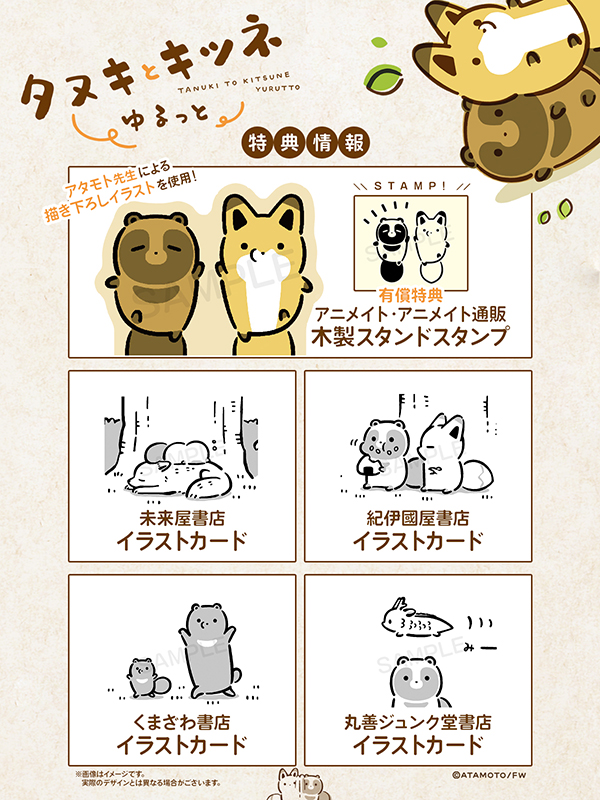 タヌキとキツネ
TANUKI TO KITSUNE
YURUTTO
ゆるっと
特典情報
アタモト先生による
描き下ろしイラストを使用!
SAMPLE
SAMPLE
\\ STAMP! //
SAMPLE
有償特典
アニメイト・アニメイト通販
木製スタンドスタンプ
SAMPLE
未来屋書店
イラストカード
SAMPLE
紀伊國屋書店
イラストカード
SAMPLE
くまざわ書店
イラストカード
みー
SAMPLE
丸善ジュンク堂書店
イラストカード
※画像はイメージです。
実際のデザインとは異なる場合がございます。
©ATAMOTO/FW